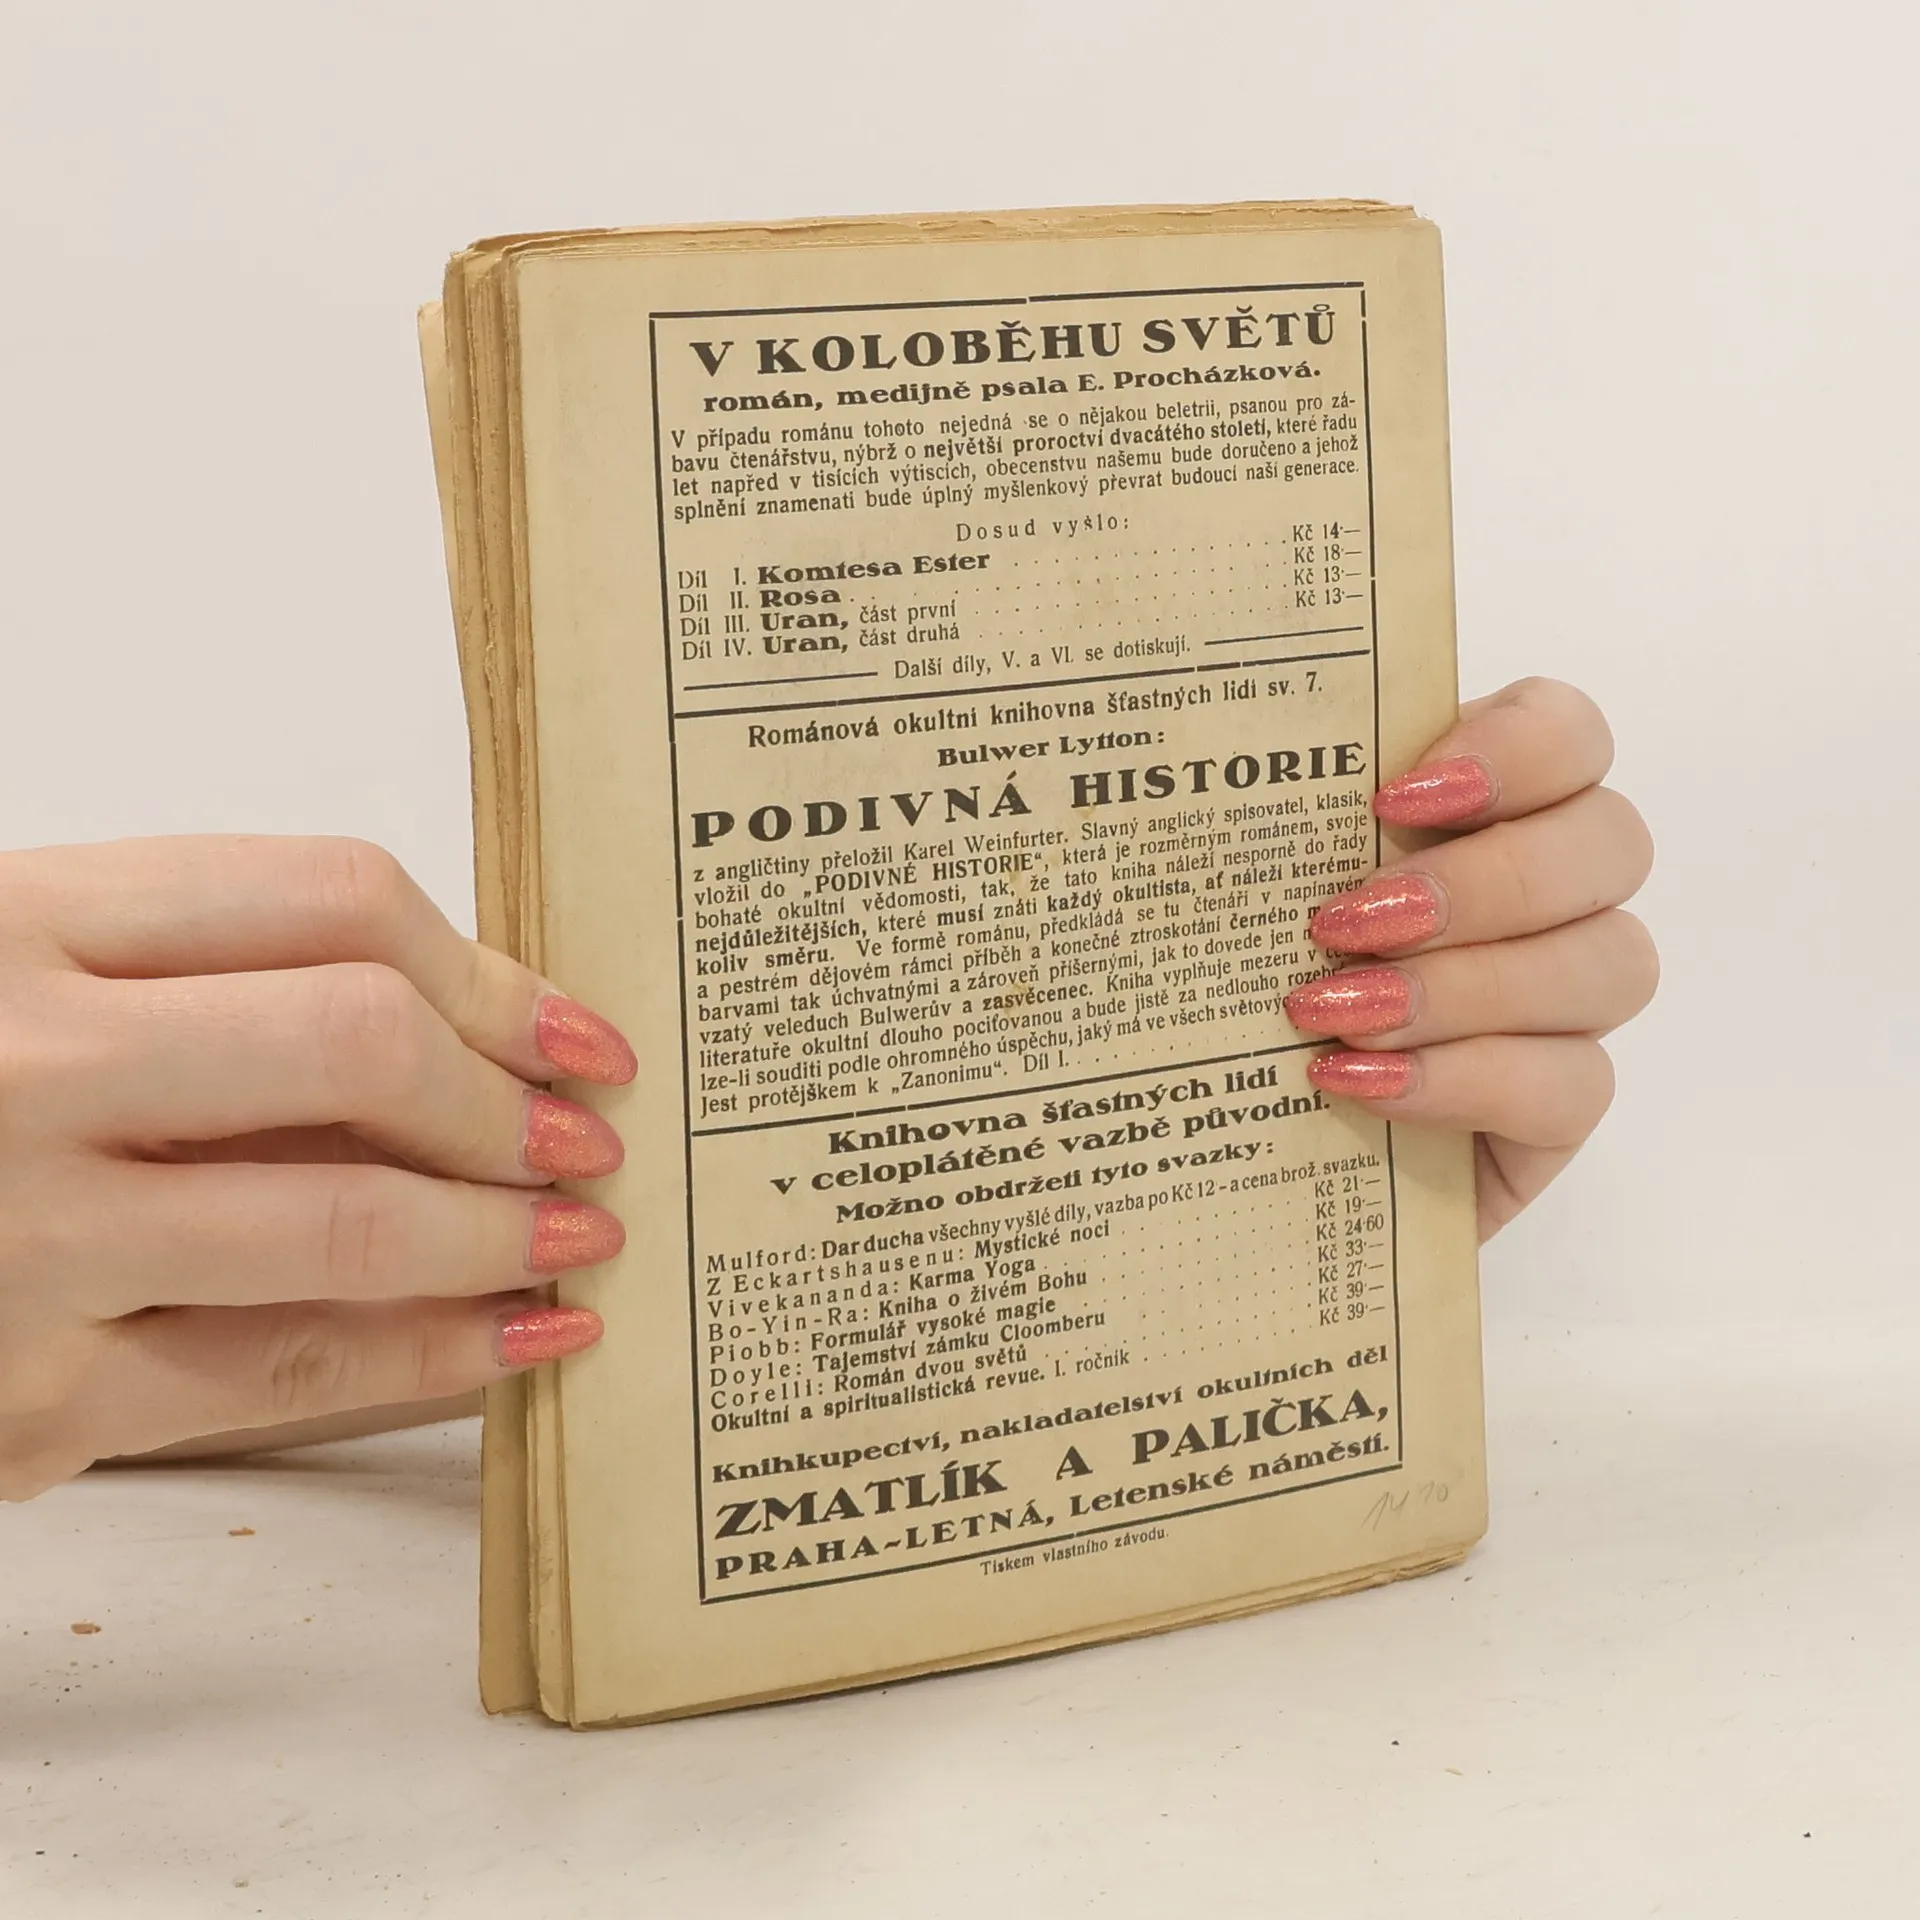 V KOLOBĚHU SVĚTŮ
román, medijně psala E. Procházková.
V případu románu tohoto nejedná se o nějakou beletrii, psanou pro zá-
bavu čtenářstvu, nýbrž o největší proroctví dvacátého století, které řadu
let napřed v tisících výtiscích, obecenstvu našemu bude doručeno a jehož
splnění znamenati bude úplný myšlenkový převrat budoucí naší generace.
Dosud vyšlo:
Díl I. Komtesa Ester . . . . . . . . . . . . Kč 14·—
Díl II. Rosa . . . . . . . . . . . . Kč 18·—
Díl III. Uran, část první . . . . . . . . . . . . Kč 13·—
Díl IV. Uran, část druhá . . . . . . . . . . . . Kč 13·—
Další díly, V. a VI. se dotiskují.
Románová okultní knihovna šťastných lidí sv. 7.
Bulwer Lytton:
PODIVNÁ HISTORIE
z angličtiny přeložil Karel Weinfurter. Slavný anglický spisovatel, klasik,
vložil do „PODIVNÉ HISTORIE“, která je rozměrným románem, svoje
bohaté okultní vědomosti, tak, že tato kniha náleží nesporně do řady
nejdůležitějších, které musí znáti každý okultista, ať náleží kterému-
koliv směru. Ve formě románu, předkládá se tu čtenáři v napínavém
a pestrém dějovém rámci příběh a konečné ztroskotání černého
barvami tak úchvatnými a zároveň příšernými, jak to dovede jen
vzatý veleduch Bulwerův a zasvěcenec. Kniha vyplňuje mezeru v
literatuře okultní dlouho pociťovanou a bude jistě za nedlouho
lze-li souditi podle ohromného úspěchu, jaký má ve všech
Jest protějškem k „Zanonimu“. Díl I. . . . . . . . . . .
Knihovna šťastných lidí
v celoplátěné vazbě původní.
Možno obdržeti tyto svazky:
Mulford: Dar ducha všechny vyšlé díly, vazba po Kč 12·- a cena brož. svazku.
Z Eckartshausenu: Mystické noci . . . . . . . . Kč 21·—
Vivekananda: Karma Yoga . . . . . . . . Kč 19·—
Bo-Yin-Ra: Kniha o živém Bohu . . . . . . . . Kč 24·60
Piobb: Formulář vysoké magie . . . . . . . . Kč 33·—
Doyle: Tajemství zámku Cloomberu . . . . . . . . Kč 27·—
Corelli: Román dvou světů . . . . . . . . Kč 39·—
Okultní a spiritualistická revue. I. ročník . . . . . . . . Kč 39·—
Knihkupectví, nakladatelství okultních děl
ZMATLÍK A PALIČKA,
PRAHA-LETNÁ, Letenské náměstí.
Tiskem vlastního závodu.